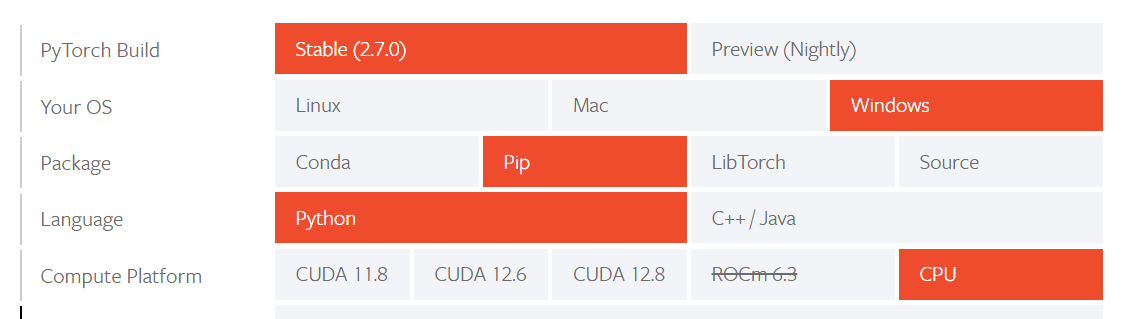 PyTorch Build Stable (2.7.0) Preview (Nightly)
Your OS Linux Mac Windows
Package Conda Pip LibTorch Source
Language Python C++ / Java
Compute Platform CUDA 11.8 CUDA 12.6 CUDA 12.8 ROCm 6.3 CPU